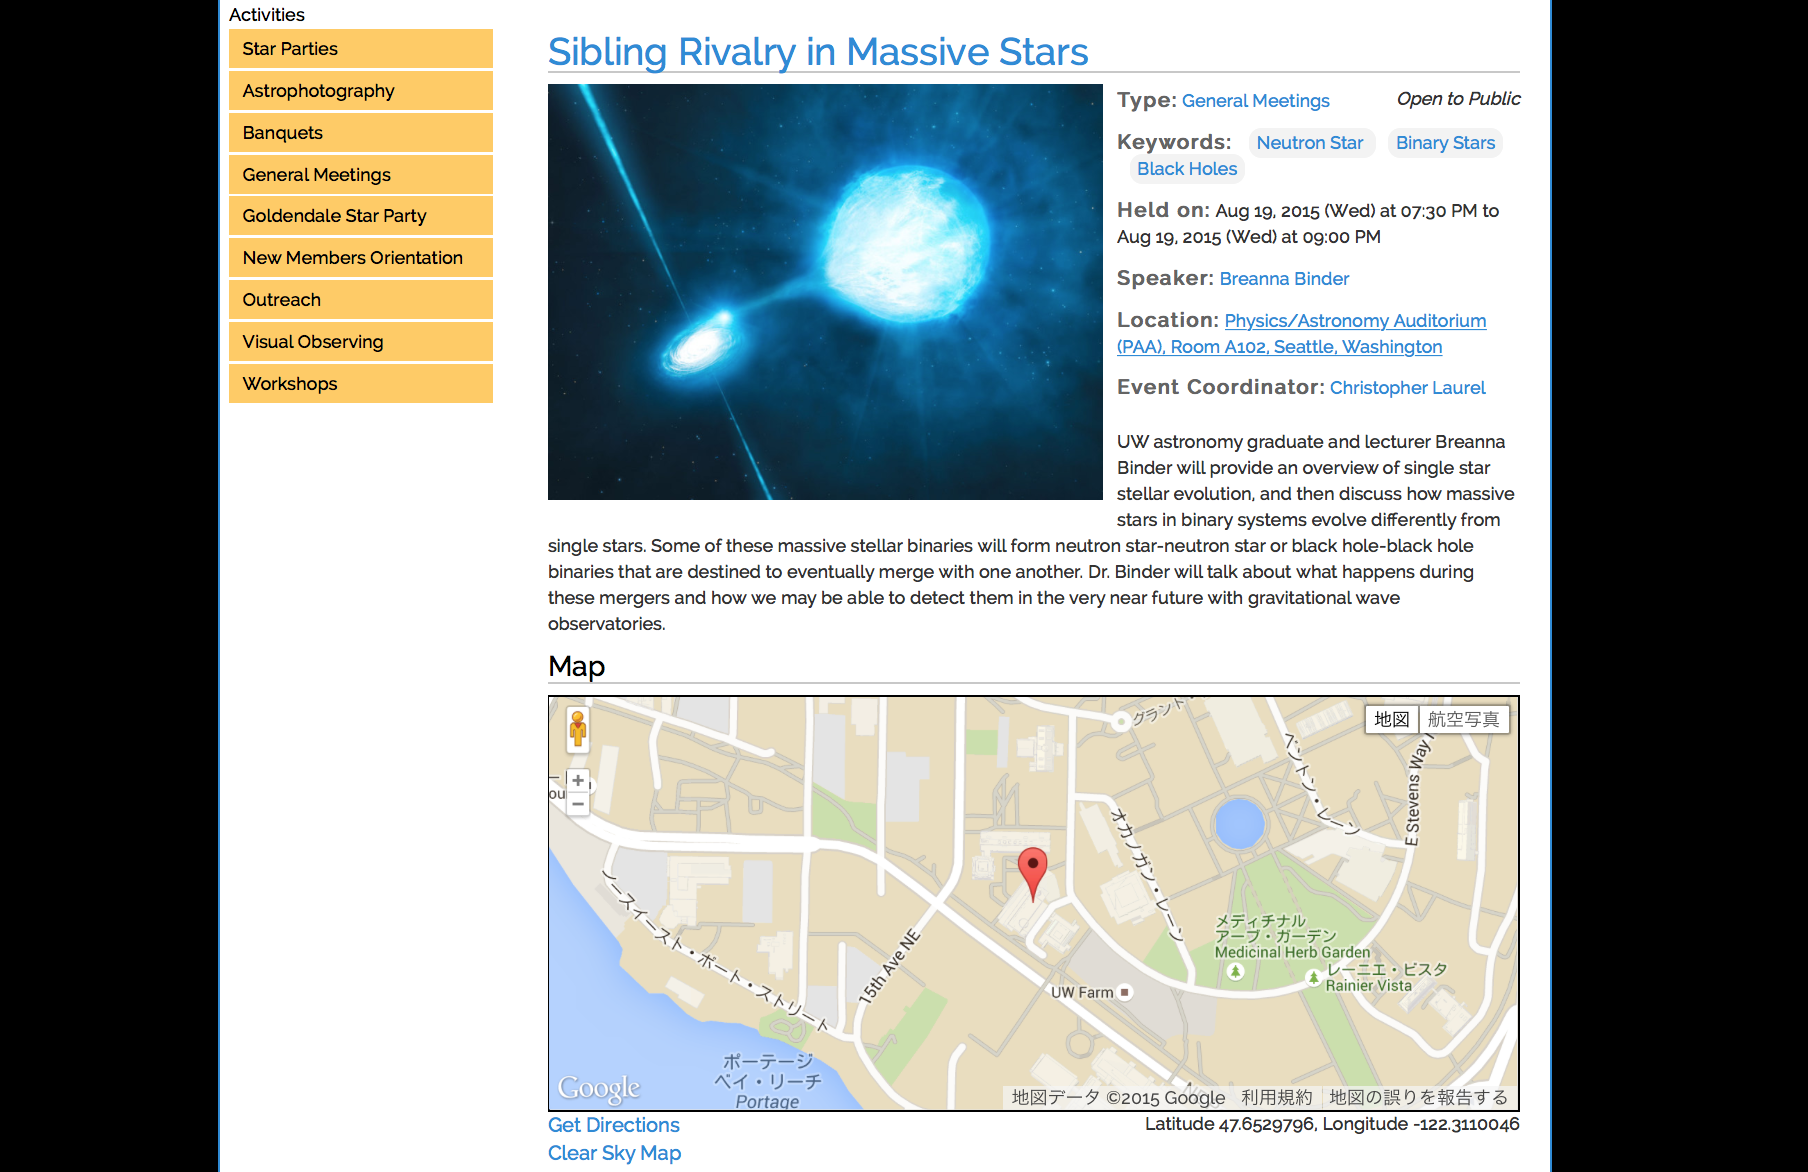 Activities
Star Parties
Astrophotography
Banquets
General Meetings
Goldendale Star Party
New Members Orientation
Outreach
Visual Observing
Workshops
Sibling Rivalry in Massive Stars
Type: General Meetings
Open to Public
Keywords: Neutron Star Binary Stars
Black Holes
Held on: Aug 19, 2015 (Wed) at 07:30 PM to
Aug 19, 2015 (Wed) at 09:00 PM
Speaker: Breanna Binder
Location: Physics/Astronomy Auditorium
(PAA), Room A102, Seattle, Washington
Event Coordinator: Christopher Laurel
UW astronomy graduate and lecturer Breanna
Binder will provide an overview of single star
stellar evolution, and then discuss how massive
stars in binary systems evolve differently from
single stars. Some of these massive stellar binaries will form neutron star-neutron star or black hole-black hole
binaries that are destined to eventually merge with one another. Dr. Binder will talk about what happens during
these mergers and how we may be able to detect them in the very near future with gravitational wave
observatories.
Map
グラント・
地図 航空写真
+
−
ベントン・レーン
E Stevens Way
オカノガン・レーン
ノースイースト・ボート・ストリート
15th Ave NE
メディチナル
アーブ・ガーデン
Medicinal Herb Garden
レーニエ・ビスタ
Rainier Vista
UW Farm
ポーテージ
ベイ・リーチ
Portage
Google
地図データ ©2015 Google 利用規約 地図の誤りを報告する
Get Directions
Latitude 47.6529796, Longitude -122.3110046
Clear Sky Map